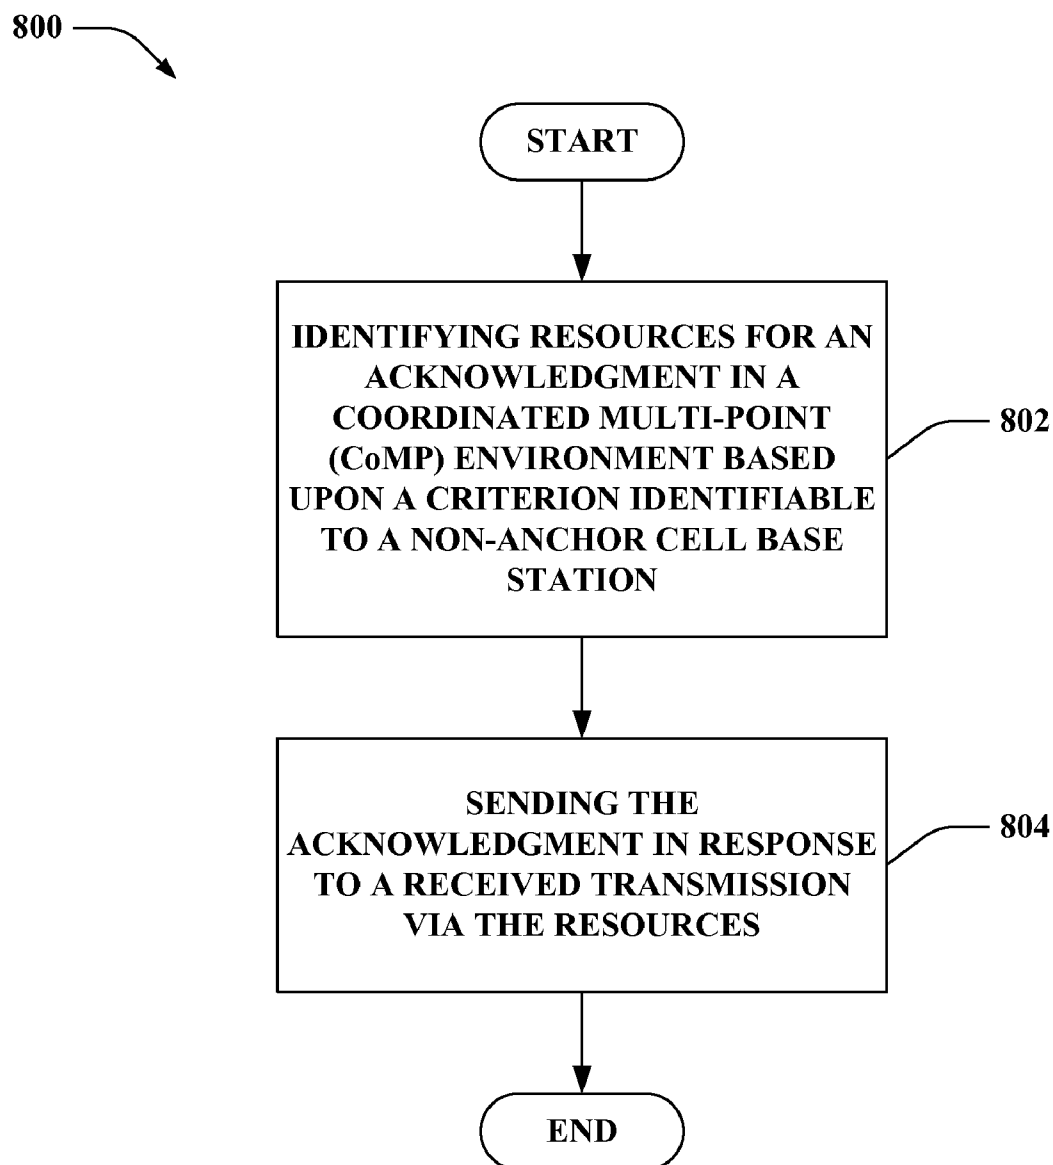 800
START
IDENTIFYING RESOURCES FOR AN
ACKNOWLEDGMENT IN A
COORDINATED MULTI-POINT
(CoMP) ENVIRONMENT BASED
UPON A CRITERION IDENTIFIABLE
TO A NON-ANCHOR CELL BASE
STATION
802
SENDING THE
ACKNOWLEDGMENT IN RESPONSE
TO A RECEIVED TRANSMISSION
VIA THE RESOURCES
804
END